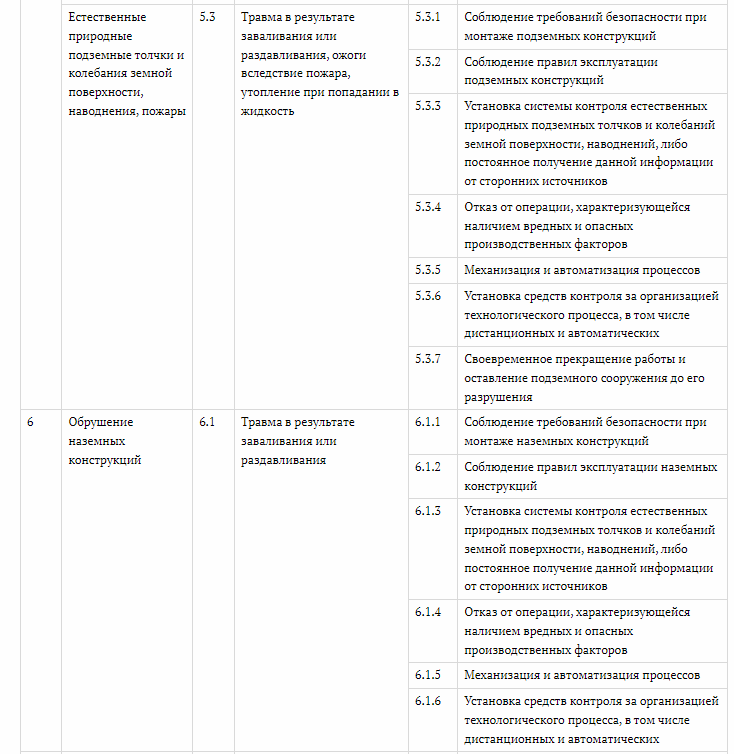 Естественные
природные
подземные толчки и
колебания земной
поверхности,
наводнения, пожары
5.3
Травма в результате
заваливания или
раздавливания, ожоги
вследствие пожара,
утопление при попадании в
жидкость
5.3.1
Соблюдение требований безопасности при
монтаже подземных конструкций
5.3.2
Соблюдение правил эксплуатации
подземных конструкций
5.3.3
Установка системы контроля естественных
природных подземных толчков и колебаний
земной поверхности, наводнений, либо
постоянное получение данной информации
от сторонних источников
5.3.4
Отказ от операции, характеризующейся
наличием вредных и опасных
производственных факторов
5.3.5
Механизация и автоматизация процессов
5.3.6
Установка средств контроля за организацией
технологического процесса, в том числе
дистанционных и автоматических
5.3.7
Своевременное прекращение работы и
оставление подземного сооружения до его
разрушения
6
Обрушение
наземных
конструкций
6.1
Травма в результате
заваливания или
раздавливания
6.1.1
Соблюдение требований безопасности при
монтаже наземных конструкций
6.1.2
Соблюдение правил эксплуатации наземных
конструкций
6.1.3
Установка системы контроля естественных
природных подземных толчков и колебаний
земной поверхности, наводнений, либо
постоянное получение данной информации
от сторонних источников
6.1.4
Отказ от операции, характеризующейся
наличием вредных и опасных
производственных факторов
6.1.5
Механизация и автоматизация процессов
6.1.6
Установка средств контроля за организацией
технологического процесса, в том числе
дистанционных и автоматических